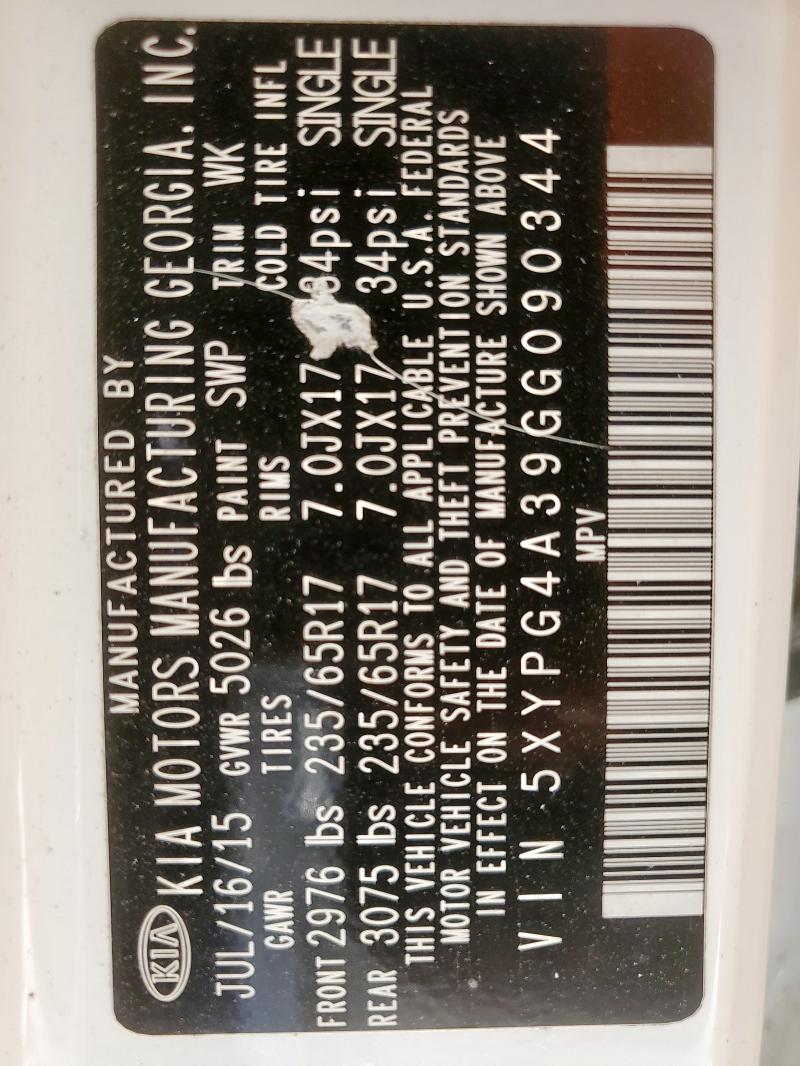 MANUFACTURED BY
KIA KIA MOTORS MANUFACTURING GEORGIA, INC.
JUL/16/15 GVWR 5026 lbs PAINT SWP TRIM WK
GAWR TIRES RIMS COLD TIRE INFL
FRONT 2976 lbs 235/65R17 7.0JX17 34psi SINGLE
REAR 3075 lbs 235/65R17 7.0JX17 34psi SINGLE
THIS VEHICLE CONFORMS TO ALL APPLICABLE U.S.A. FEDERAL
MOTOR VEHICLE SAFETY AND THEFT PREVENTION STANDARDS
IN EFFECT ON THE DATE OF MANUFACTURE SHOWN ABOVE
VIN 5XYPG4A39GG090344
MPV